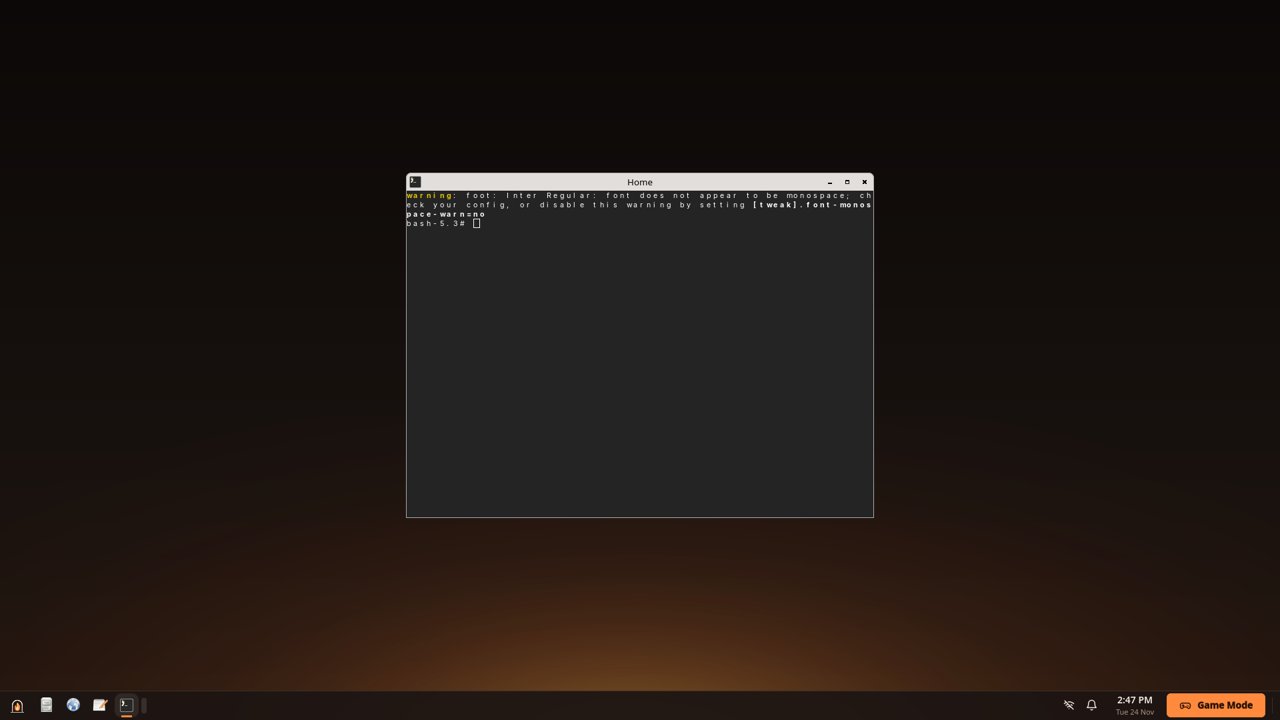 Home
warning: foot: Inter Regular: font does not appear to be monospace; ch
eck your config, or disable this warning by setting [tweak].font-monos
pace-warn=no
bash-5.3#
2:47 PM
Tue 24 Nov
Game Mode